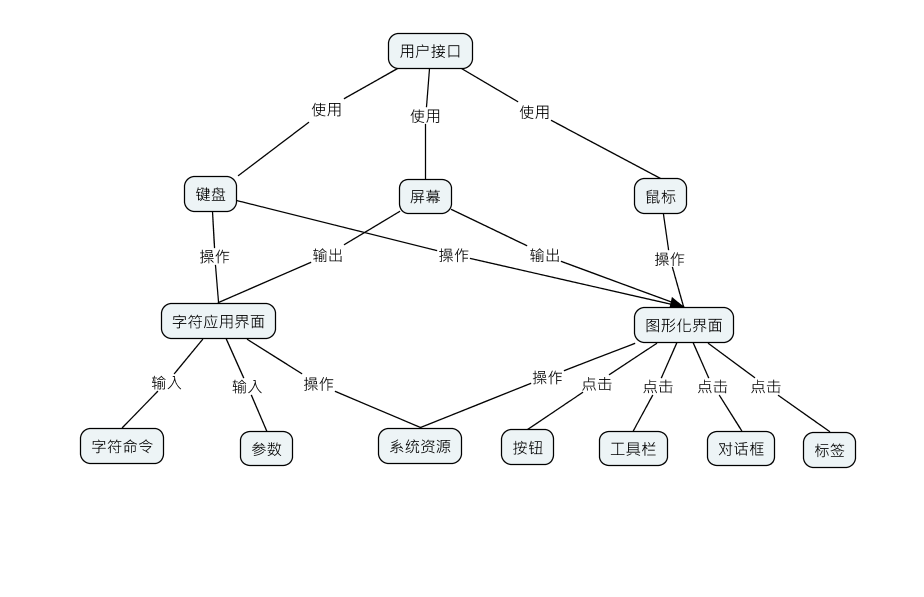 用户接口
使用
使用
使用
键盘
屏幕
鼠标
操作
输出
操作
输出
操作
字符应用界面
图形化界面
输入
输入
操作
操作
点击
点击
点击
点击
字符命令
参数
系统资源
按钮
工具栏
对话框
标签